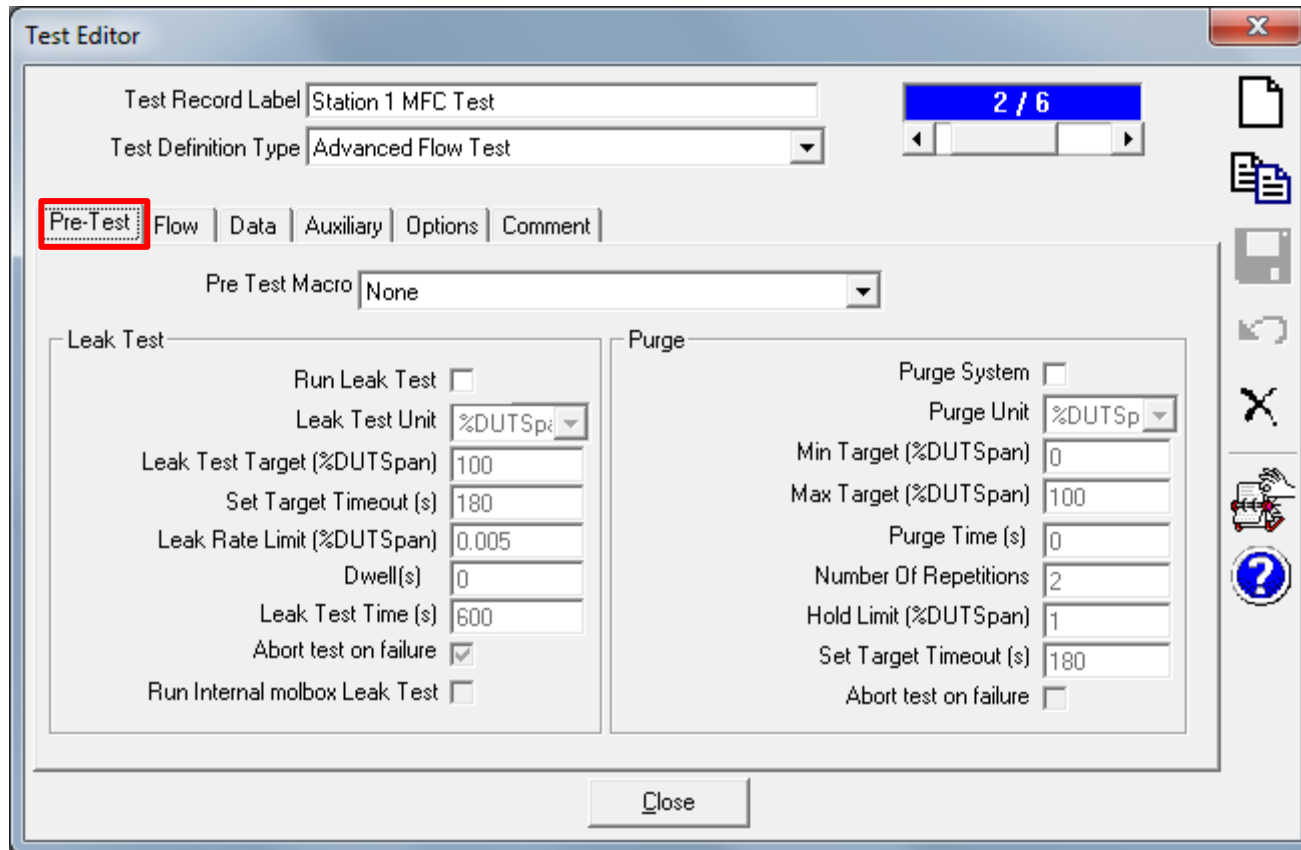 Test Editor
Test Record Label Station 1 MFC Test
2 / 6
Test Definition Type Advanced Flow Test
Pre-Test Flow Data Auxiliary Options Comment
Pre Test Macro None
Leak Test
Run Leak Test
Leak Test Unit %DUTSpa
Leak Test Target (%DUTSpan) 100
Set Target Timeout (s) 180
Leak Rate Limit (%DUTSpan) 0.005
Dwell(s) 0
Leak Test Time (s) 600
Abort test on failure
Run Internal molbox Leak Test
Purge
Purge System
Purge Unit %DUTSp
Min Target (%DUTSpan) 0
Max Target (%DUTSpan) 100
Purge Time (s) 0
Number Of Repetitions 2
Hold Limit (%DUTSpan) 1
Set Target Timeout (s) 180
Abort test on failure
Close